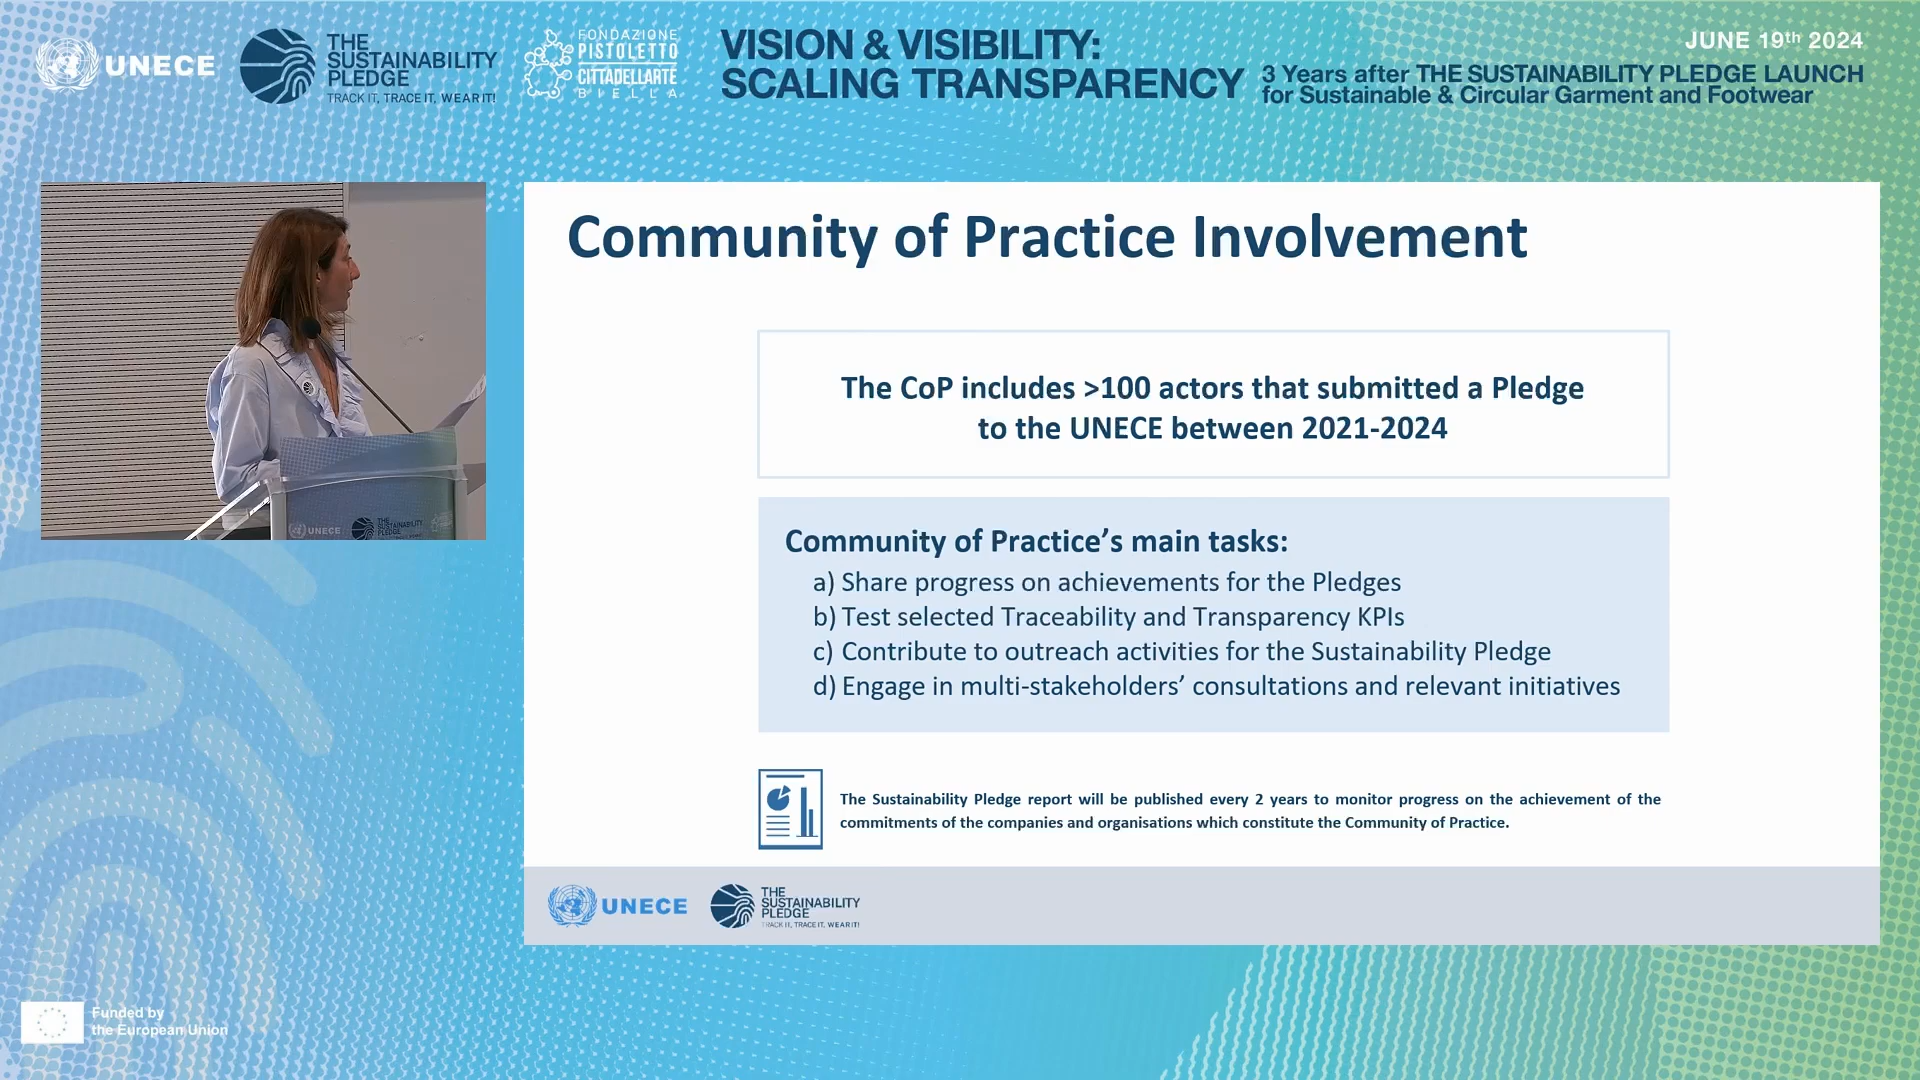 UNECE
THE
SUSTAINABILITY
PLEDGE
TRACK IT, TRACE IT, WEAR IT!
FONDAZIONE
PISTOLETTO
CITTADELLARTE
BIELLA
VISION & VISIBILITY:
SCALING TRANSPARENCY
JUNE 19th 2024
3 Years after THE SUSTAINABILITY PLEDGE LAUNCH
for Sustainable & Circular Garment and Footwear
UNECE
THE
SUSTAINABILITY
PLEDGE
Community of Practice Involvement
The CoP includes >100 actors that submitted a Pledge
to the UNECE between 2021-2024
Community of Practice’s main tasks:
a) Share progress on achievements for the Pledges
b) Test selected Traceability and Transparency KPIs
c) Contribute to outreach activities for the Sustainability Pledge
d) Engage in multi-stakeholders’ consultations and relevant initiatives
The Sustainability Pledge report will be published every 2 years to monitor progress on the achievement of the
commitments of the companies and organisations which constitute the Community of Practice.
UNECE
THE
SUSTAINABILITY
PLEDGE
TRACK IT, TRACE IT, WEAR IT!
Funded by
the European Union